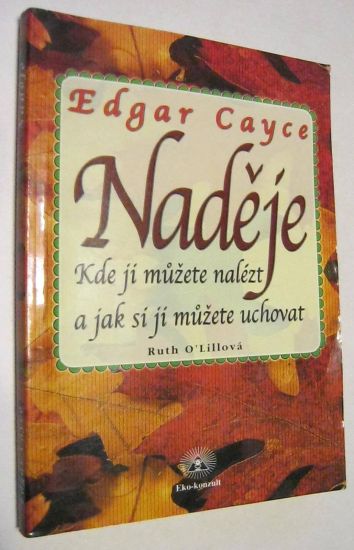 Edgar Cayce
Naděje
Kde ji můžete nalézt
a jak si ji můžete uchovat
Ruth O'Lillová
Eko-konzult